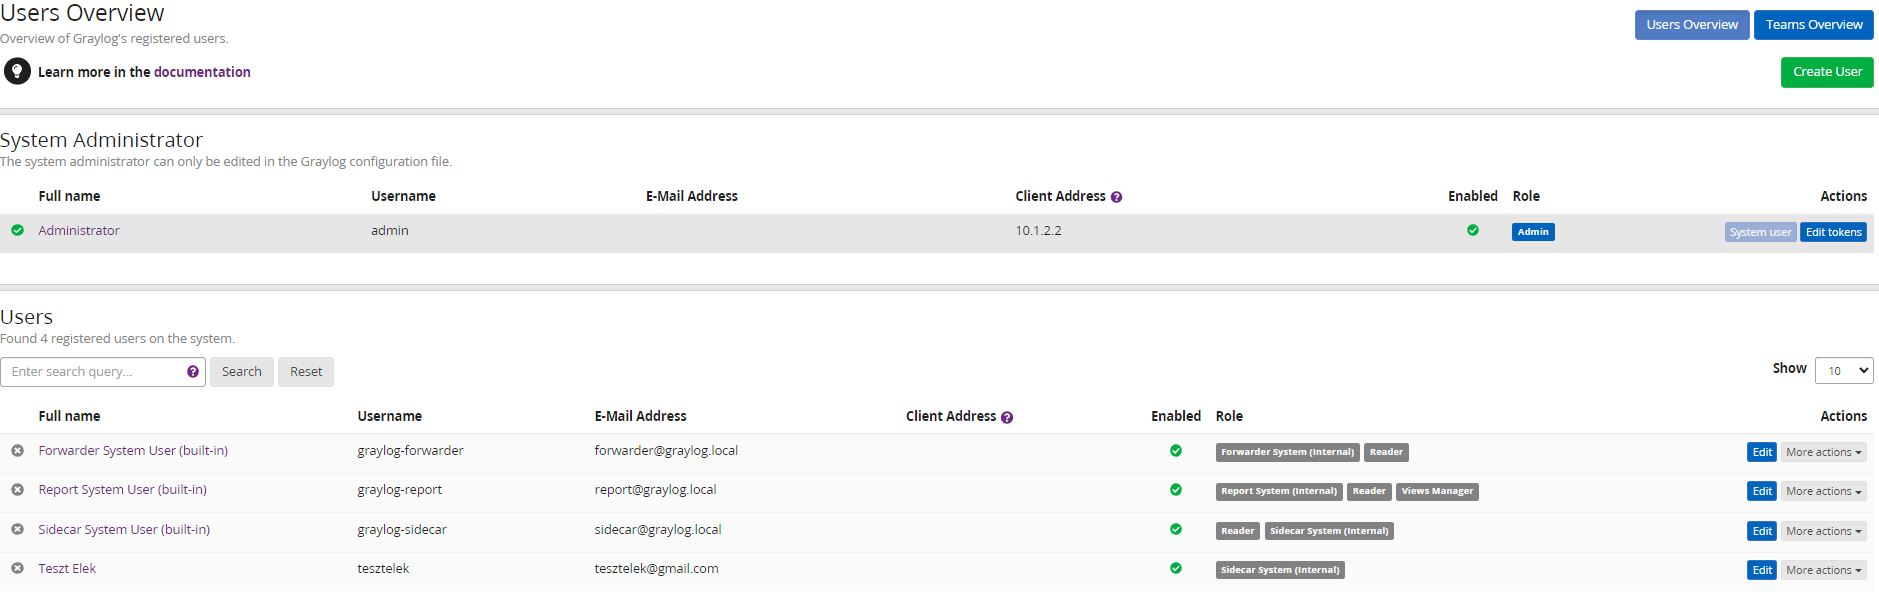 Users Overview
Overview of Graylog's registered users.
Users Overview Teams Overview
Learn more in the documentation
Create User
System Administrator
The system administrator can only be edited in the Graylog configuration file.
Full name Username E-Mail Address Client Address ? Enabled Role Actions
Administrator admin 10.1.2.2 Admin System user Edit tokens
Users
Found 4 registered users on the system.
Enter search query... ? Search Reset Show 10
Full name Username E-Mail Address Client Address ? Enabled Role Actions
Forwarder System User (built-in) graylog-forwarder forwarder@graylog.local Forwarder System (Internal) Reader Edit More actions
Report System User (built-in) graylog-report report@graylog.local Report System (Internal) Reader Views Manager Edit More actions
Sidecar System User (built-in) graylog-sidecar sidecar@graylog.local Reader Sidecar System (Internal) Edit More actions
Teszt Elek tesztelek tesztelek@gmail.com Sidecar System (Internal) Edit More actions